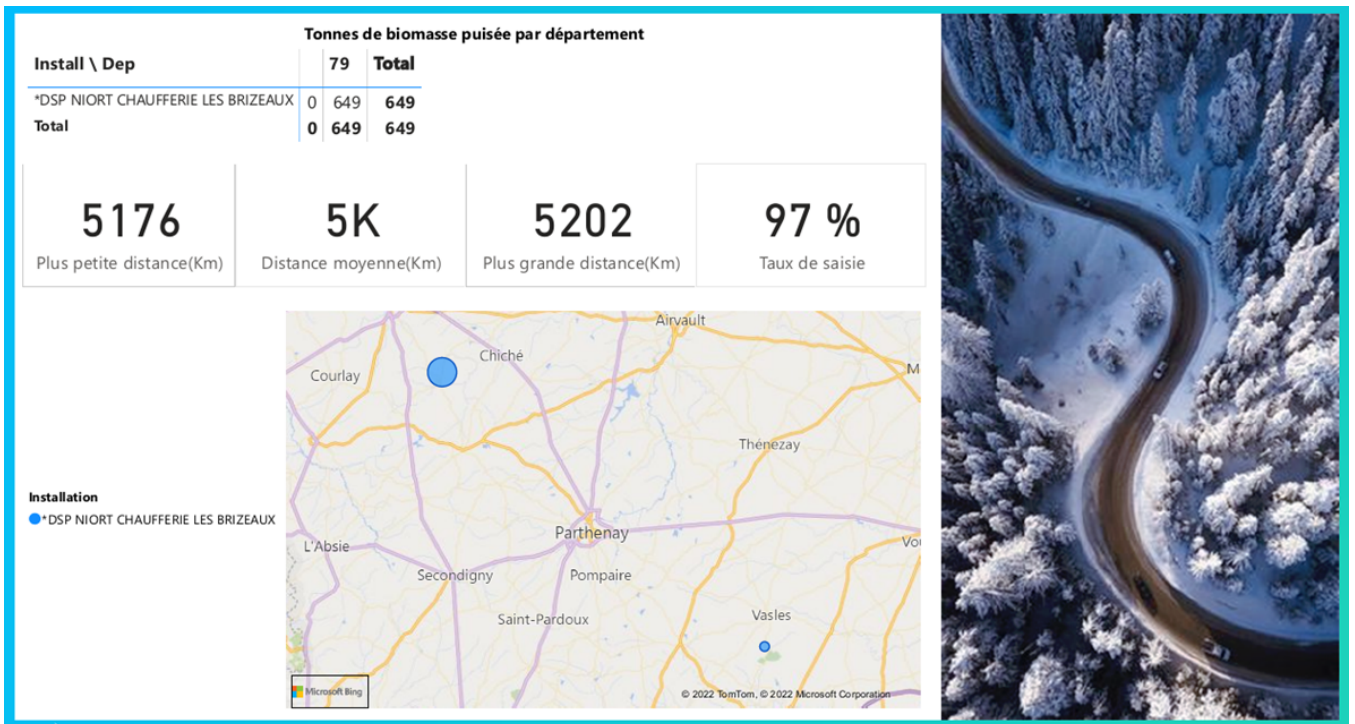 Tonnes de biomasse puisée par département
Install \ Dep 79 Total
*DSP NIORT CHAUFFERIE LES BRIZEAUX 0 649 649
Total 0 649 649
5176 5K 5202 97 %
Plus petite distance(Km) Distance moyenne(Km) Plus grande distance(Km) Taux de saisie
Airvault
Chiché
Courlay
M
Thénezay
Installation
*DSP NIORT CHAUFFERIE LES BRIZEAUX
Parthenay
L'Absie
Vou
Secondigny Pompaire
Saint-Pardoux Vasles
Microsoft Bing
© 2022 TomTom, © 2022 Microsoft Corporation